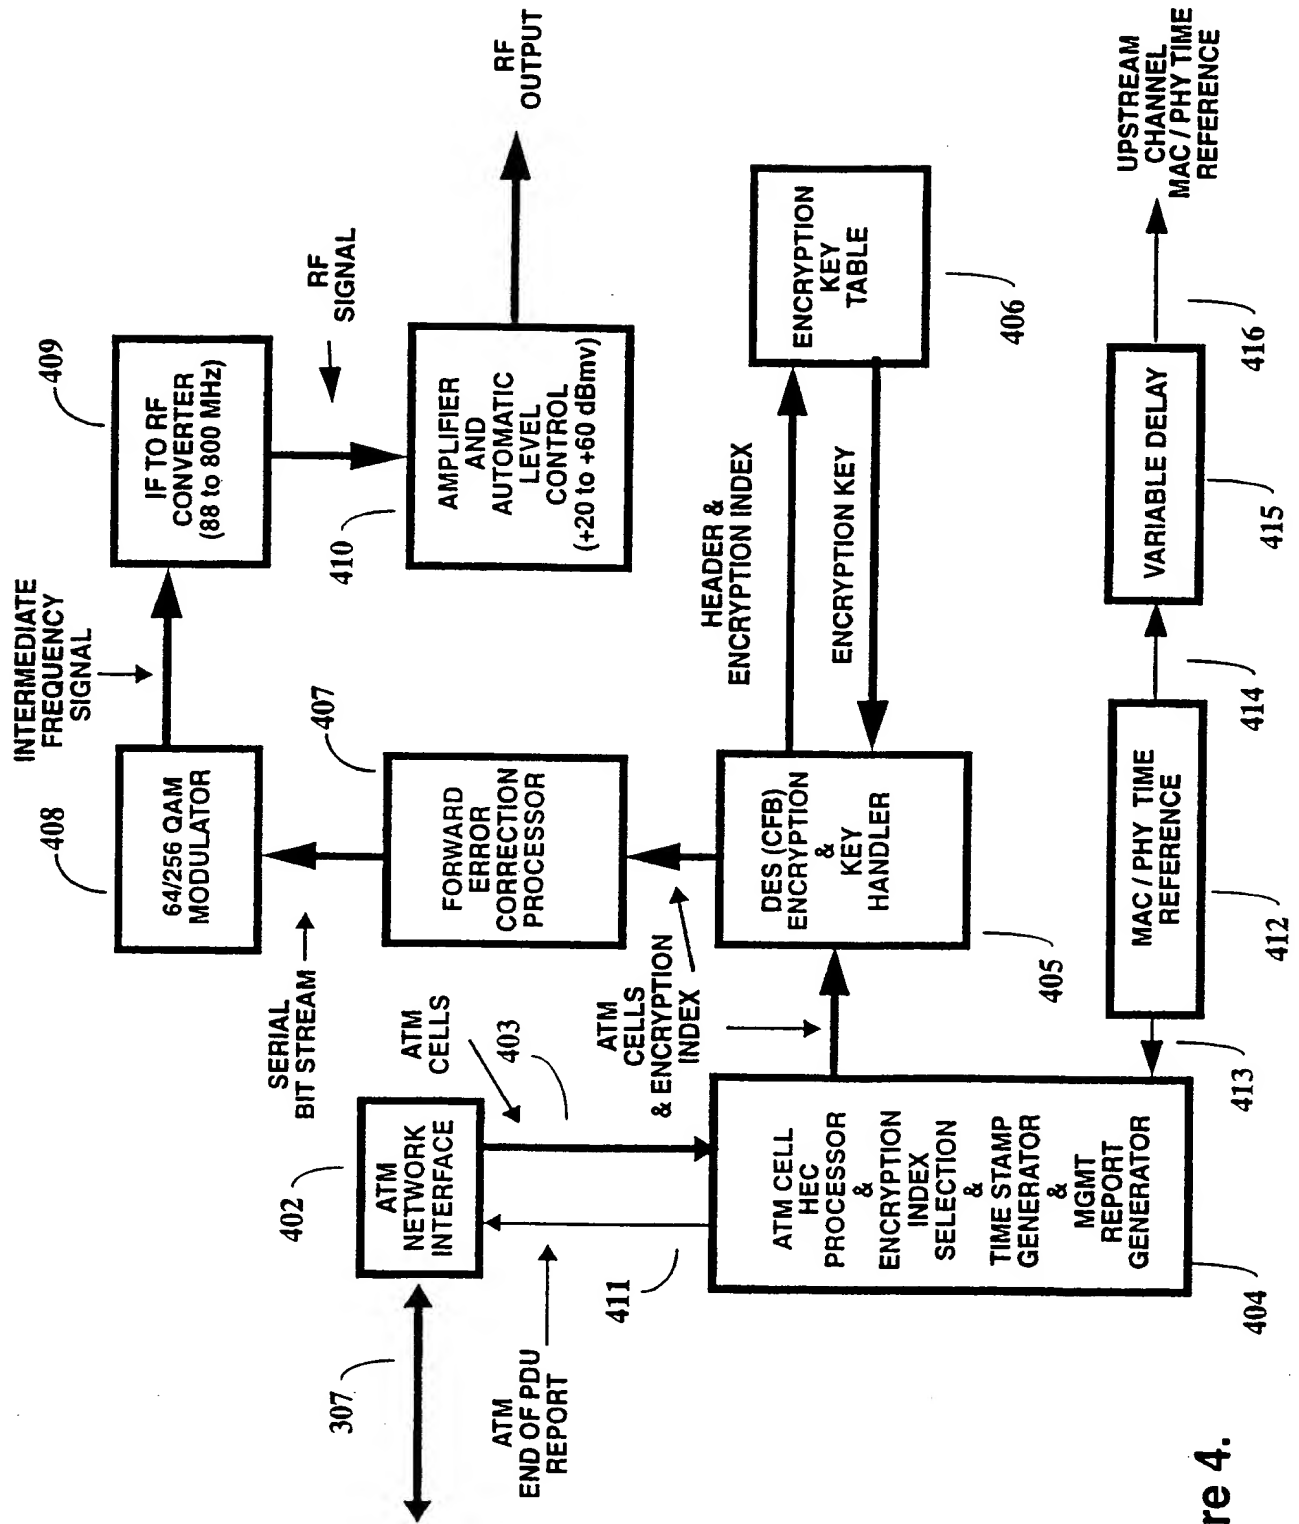 307
402
ATM
NETWORK
INTERFACE
ATM
END OF PDU
REPORT
411
ATM
CELLS
403
404
ATM CELL
HEC
PROCESSOR
&
ENCRYPTION
INDEX
SELECTION
&
TIME STAMP
GENERATOR
&
MGMT
REPORT
GENERATOR
ATM
CELLS
& ENCRYPTION
INDEX
405
DES (CFB)
ENCRYPTION
&
KEY
HANDLER
HEADER &
ENCRYPTION INDEX
ENCRYPTION KEY
ENCRYPTION
KEY
TABLE
406
407
FORWARD
ERROR
CORRECTION
PROCESSOR
SERIAL
BIT STREAM
408
64/256 QAM
MODULATOR
INTERMEDIATE
FREQUENCY
SIGNAL
409
IF TO RF
CONVERTER
(88 to 800 MHz)
RF
SIGNAL
410
AMPLIFIER
AND
AUTOMATIC
LEVEL
CONTROL
(+20 to +60 dBmv)
RF
OUTPUT
413
412
MAC / PHY TIME
REFERENCE
414
VARIABLE DELAY
415
416
UPSTREAM
CHANNEL
MAC / PHY TIME
REFERENCE
re 4.